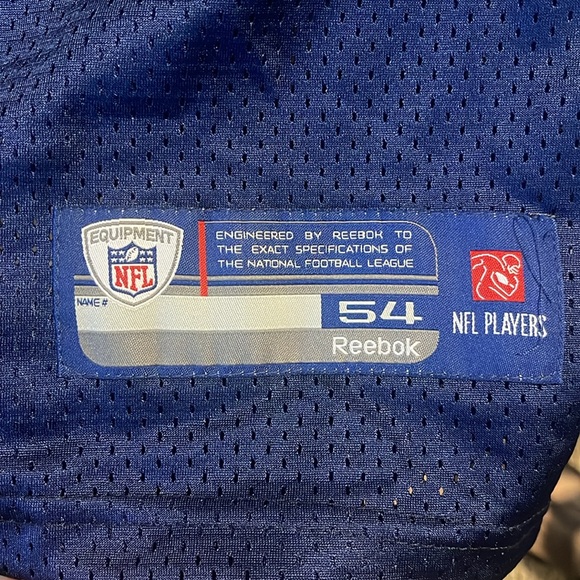 EQUIPMENT
NFL
ENGINEERED BY REEBOK TO
THE EXACT SPECIFICATIONS OF
THE NATIONAL FOOTBALL LEAGUE
NAME #
54
Reebok
NFL PLAYERS